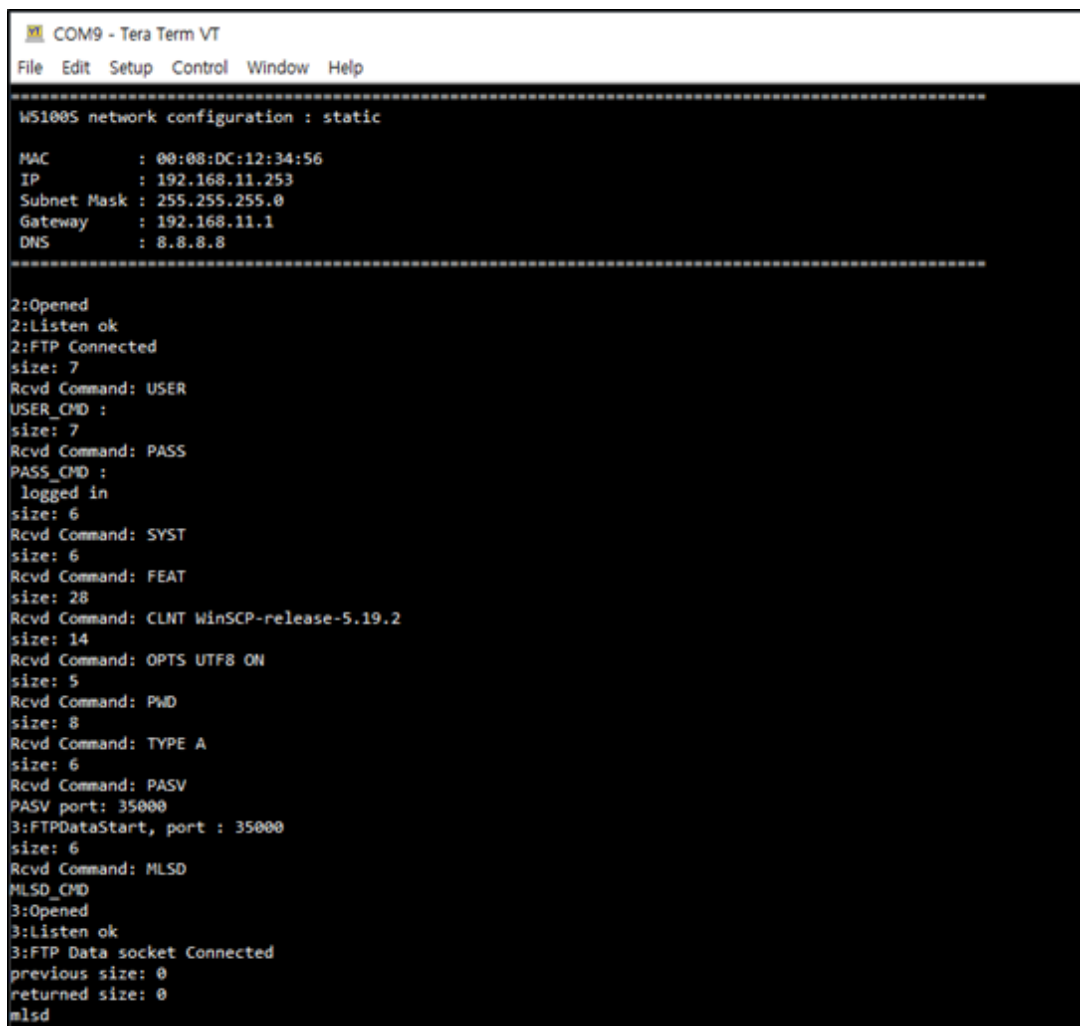 COM9 - Tera Term VT
File Edit Setup Control Window Help
====================================================================================================
W5100S network configuration : static
MAC : 00:08:DC:12:34:56
IP : 192.168.11.253
Subnet Mask : 255.255.255.0
Gateway : 192.168.11.1
DNS : 8.8.8.8
====================================================================================================
2:Opened
2:Listen ok
2:FTP Connected
size: 7
Rcvd Command: USER
USER_CMD :
size: 7
Rcvd Command: PASS
PASS_CMD :
logged in
size: 6
Rcvd Command: SYST
size: 6
Rcvd Command: FEAT
size: 28
Rcvd Command: CLNT WinSCP-release-5.19.2
size: 14
Rcvd Command: OPTS UTF8 ON
size: 5
Rcvd Command: PWD
size: 8
Rcvd Command: TYPE A
size: 6
Rcvd Command: PASV
PASV port: 35000
3:FTPDataStart, port : 35000
size: 6
Rcvd Command: MLSD
MLSD_CMD
3:Opened
3:Listen ok
3:FTP Data socket Connected
previous size: 0
returned size: 0
mlsd